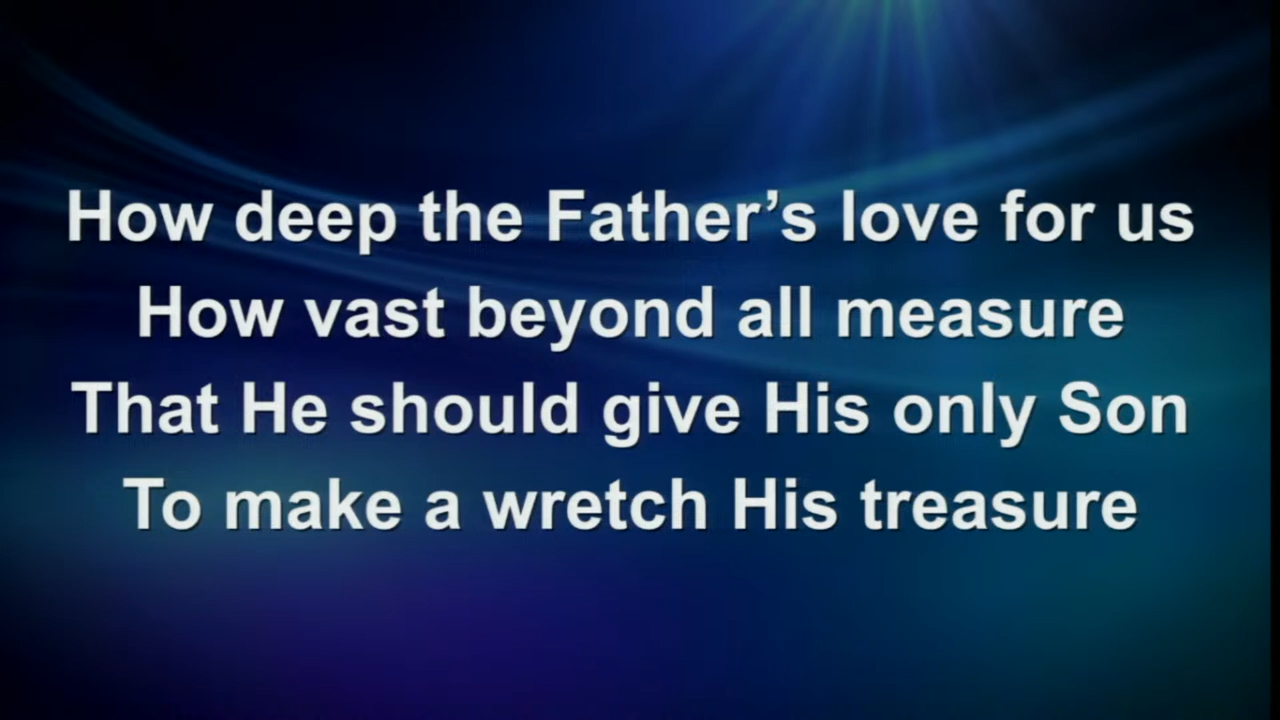 How deep the Father’s love for us
How vast beyond all measure
That He should give His only Son
To make a wretch His treasure